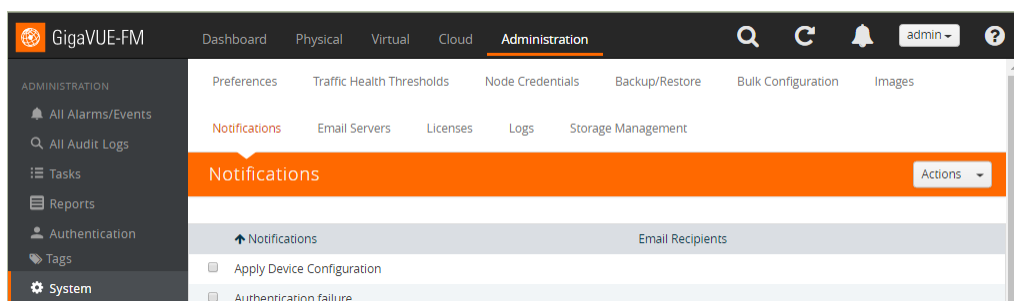 GigaVUE-FM
Dashboard Physical Virtual Cloud Administration admin ?
ADMINISTRATION
All Alarms/Events
All Audit Logs
Tasks
Reports
Authentication
Tags
System
Preferences Traffic Health Thresholds Node Credentials Backup/Restore Bulk Configuration Images
Notifications Email Servers Licenses Logs Storage Management
Notifications Actions
Notifications Email Recipients
Apply Device Configuration
Authentication failure